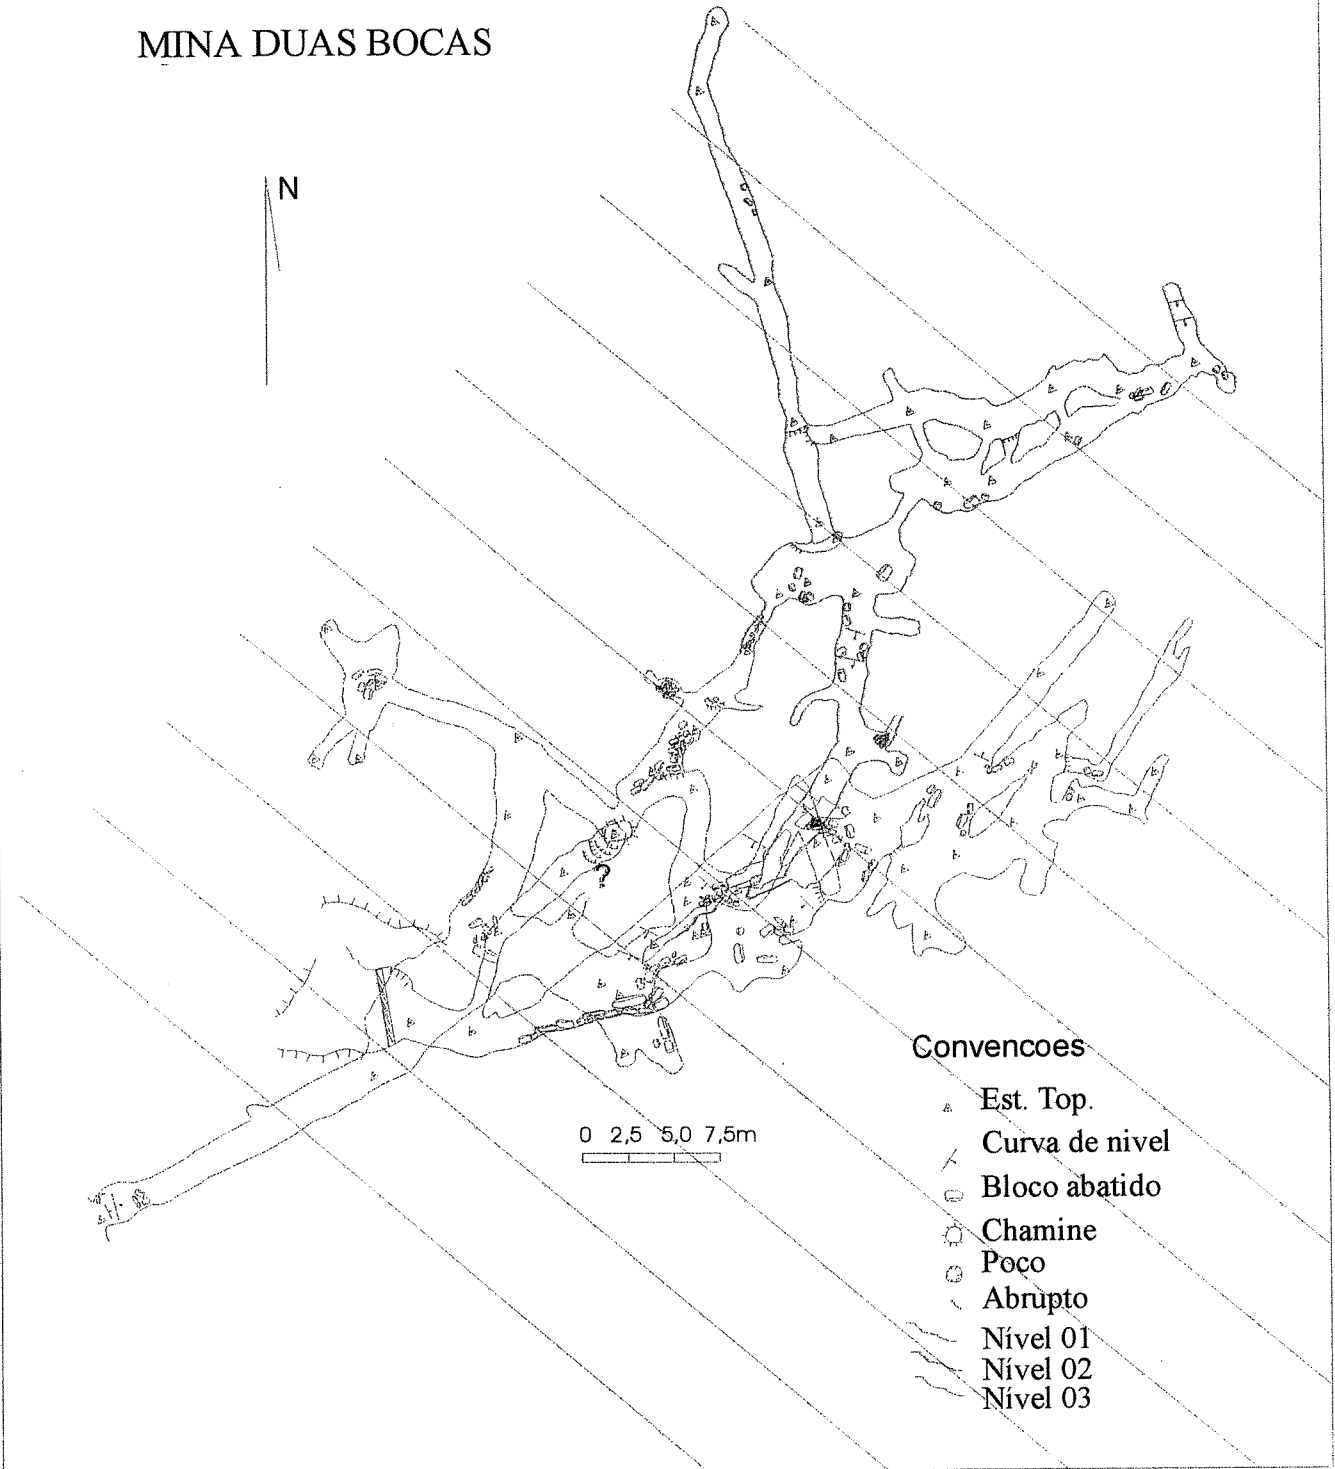 MINA DUAS BOCAS
N
?
0 2,5 5,0 7,5m
Convencoes
Est. Top.
Curva de nivel
Bloco abatido
Chamine
Poco
Abrupto
Nível 01
Nível 02
Nível 03